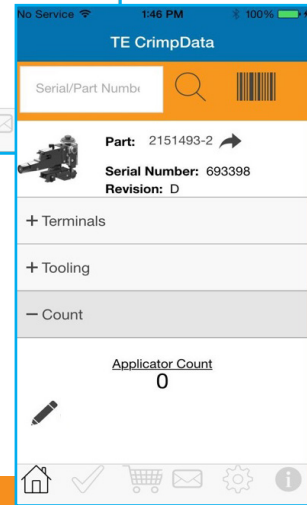 No Service 1:46 PM 100%
TE CrimpData
Serial/Part Numbe
Part: 2151493-2
Serial Number: 693398
Revision: D
+ Terminals
+ Tooling
− Count
Applicator Count
0